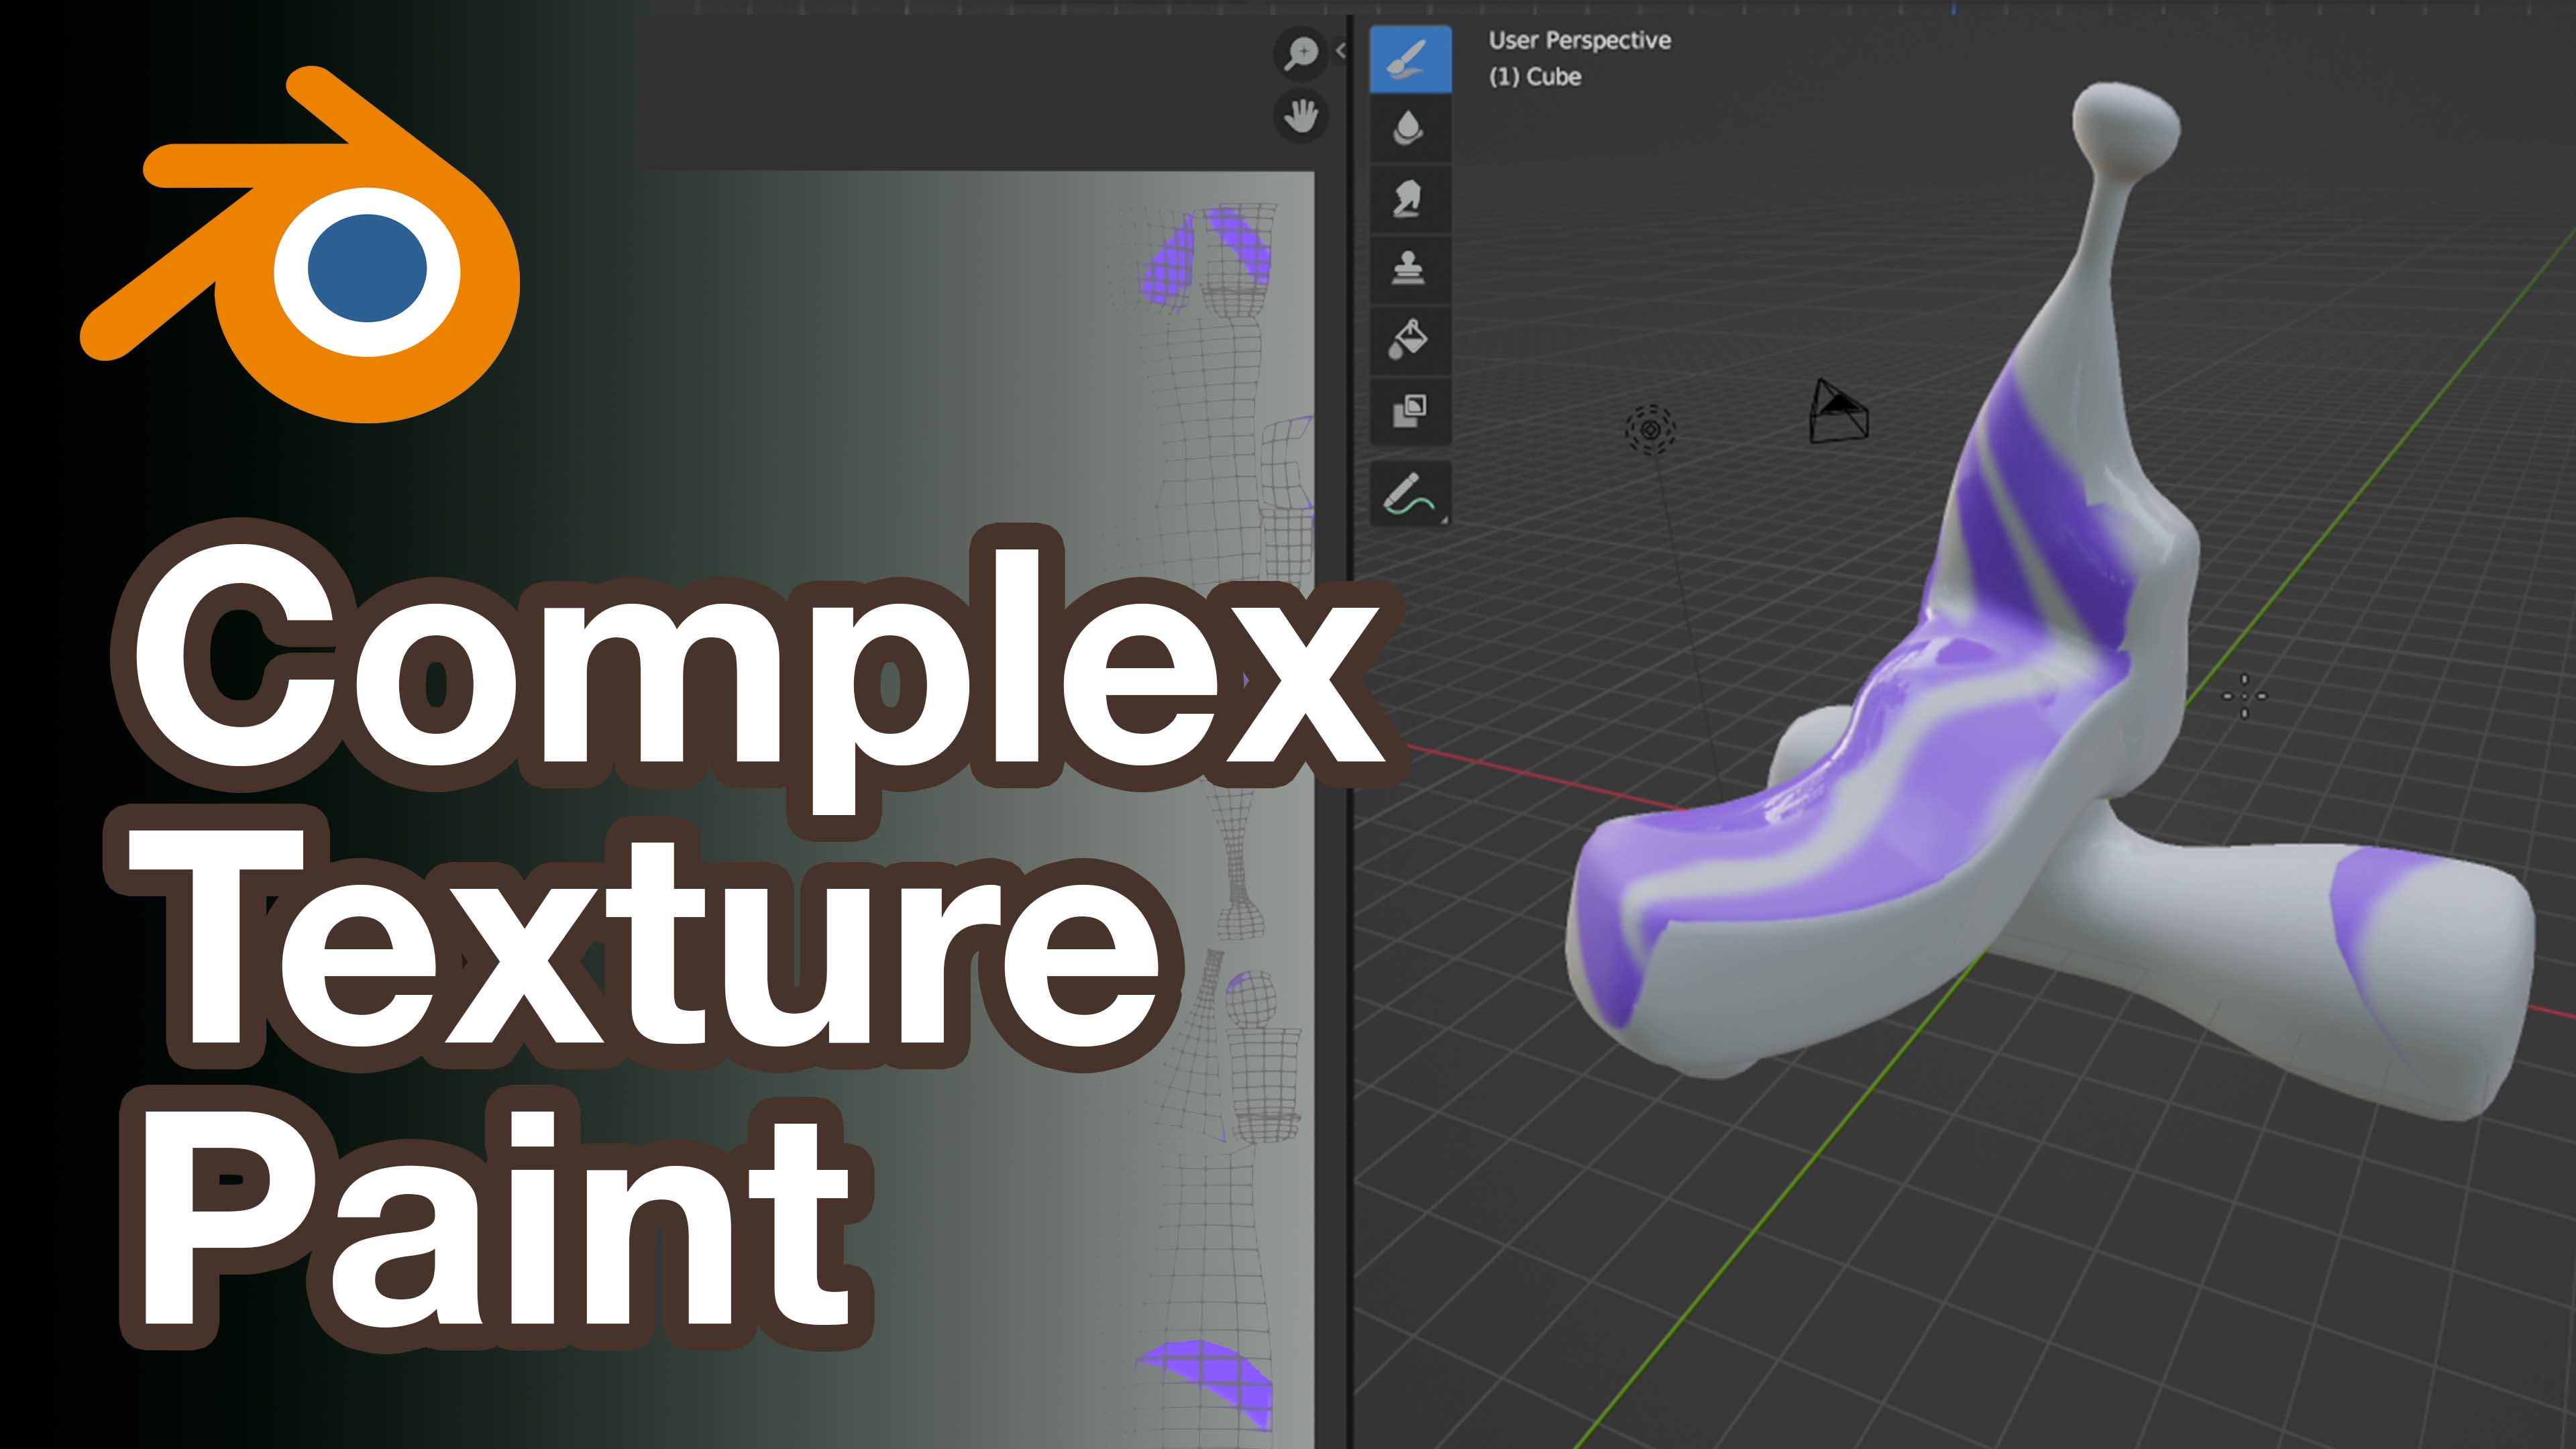 User Perspective
(1) Cube
Complex
Texture
Paint